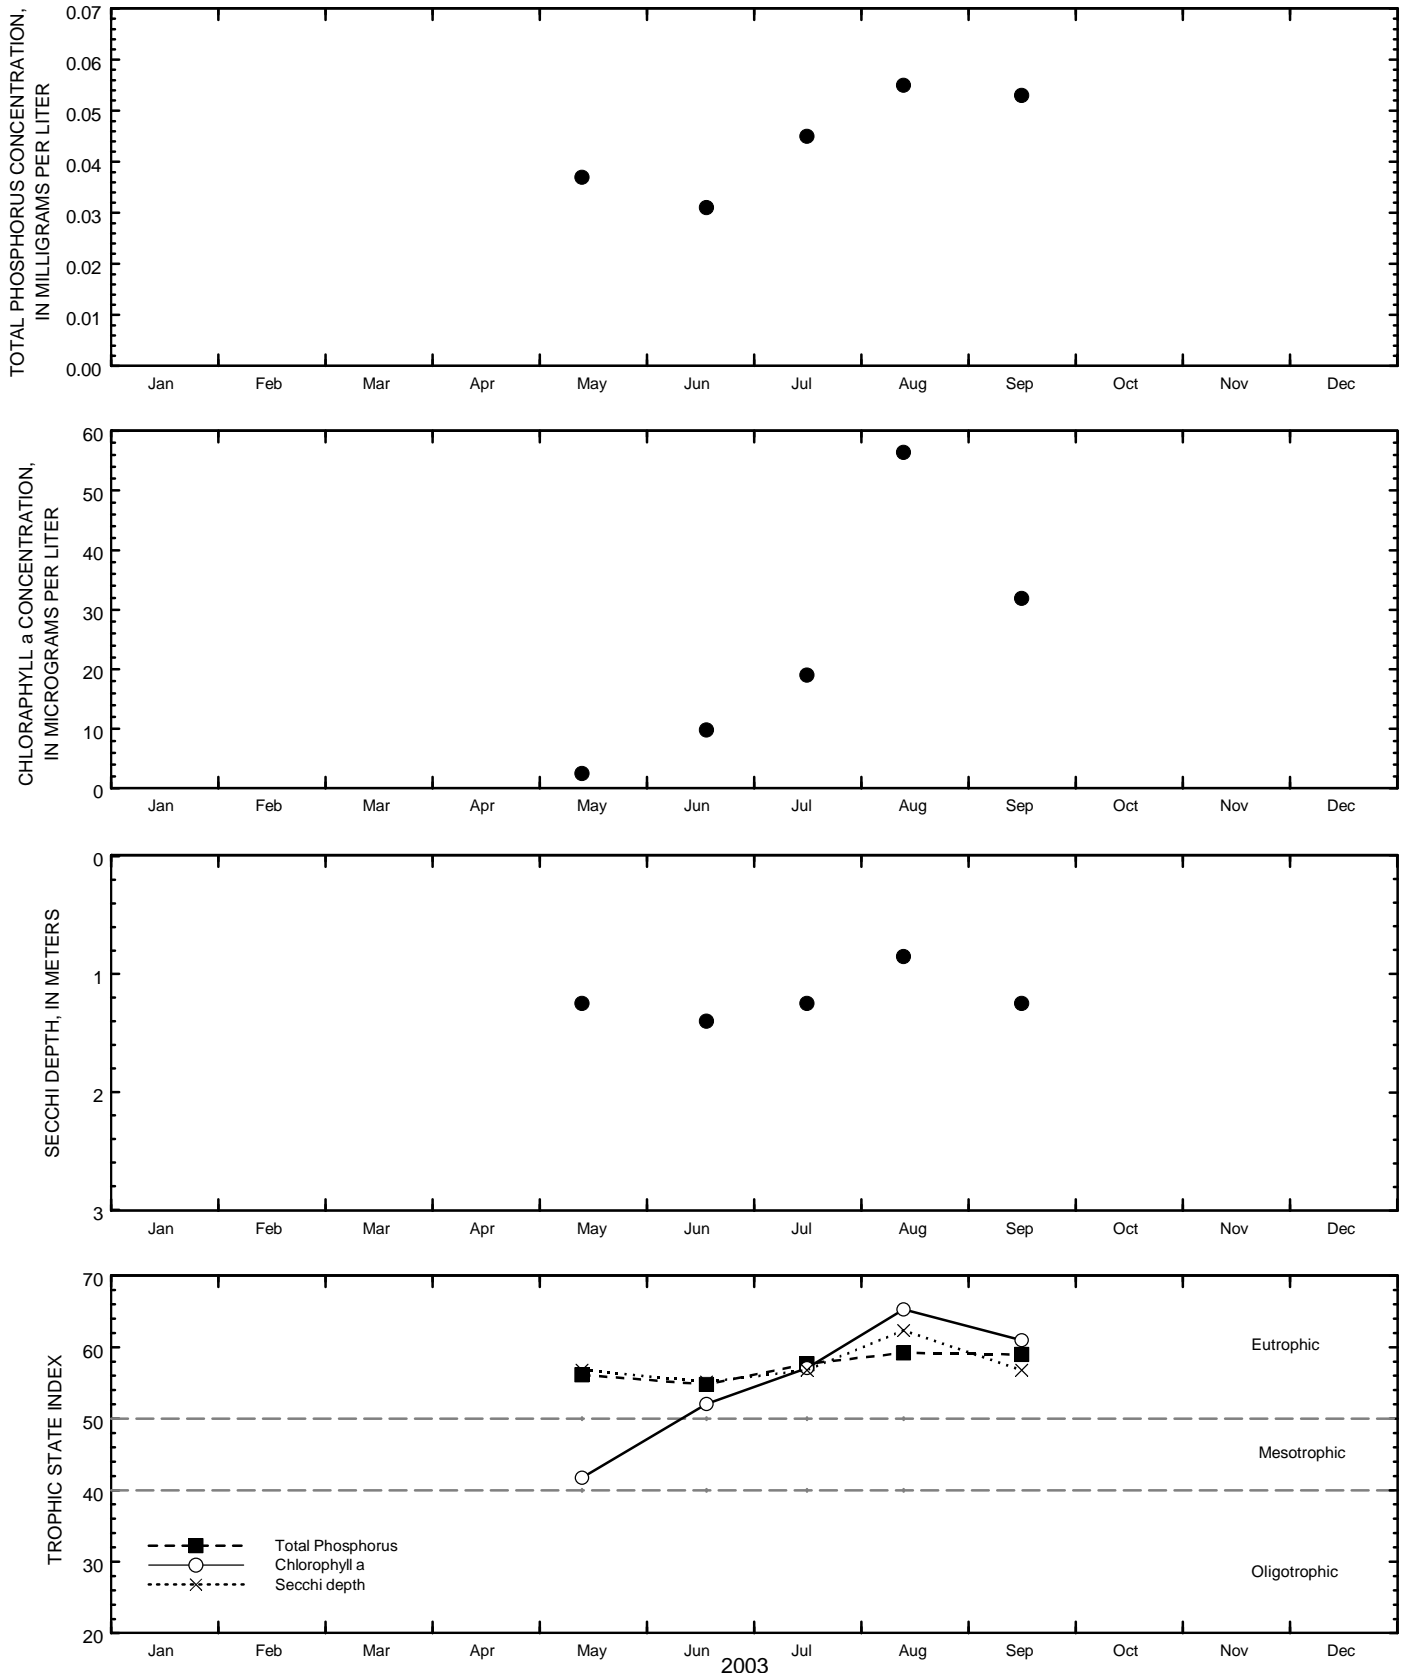 TOTAL PHOSPHORUS CONCENTRATION,
IN MILLIGRAMS PER LITER
0.07
0.06
0.05
0.04
0.03
0.02
0.01
0.00
Jan Feb Mar Apr May Jun Jul Aug Sep Oct Nov Dec
CHLORAPHYLL a CONCENTRATION,
IN MICROGRAMS PER LITER
60
50
40
30
20
10
0
Jan Feb Mar Apr May Jun Jul Aug Sep Oct Nov Dec
SECCHI DEPTH, IN METERS
0
1
2
3
Jan Feb Mar Apr May Jun Jul Aug Sep Oct Nov Dec
TROPHIC STATE INDEX
70
60
50
40
30
20
Eutrophic
Mesotrophic
Oligotrophic
Total Phosphorus
Chlorophyll a
Secchi depth
Jan Feb Mar Apr May Jun Jul Aug Sep Oct Nov Dec
2003